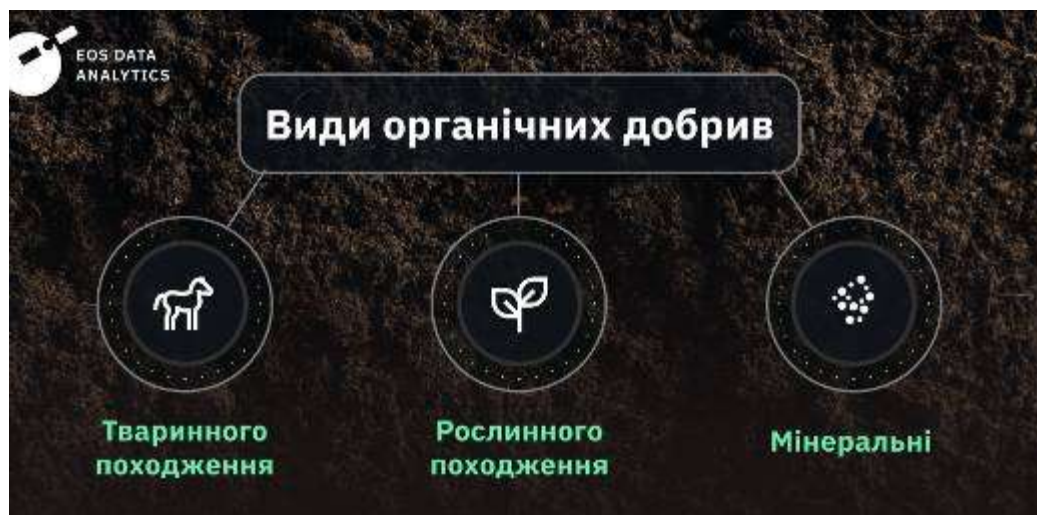 EOS DATA
ANALYTICS
Види органічних добрив
Тваринного
походження
Рослинного
походження
Мінеральні